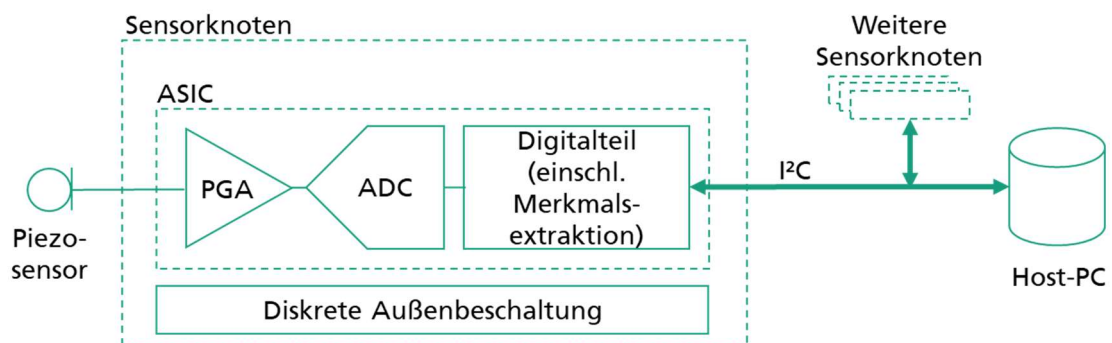 Sensorknoten
Weitere
Sensorknoten
ASIC
PGA
ADC
Digitalteil
(einschl.
Merkmals-
extraktion)
I²C
Piezo-
sensor
Host-PC
Diskrete Außenbeschaltung